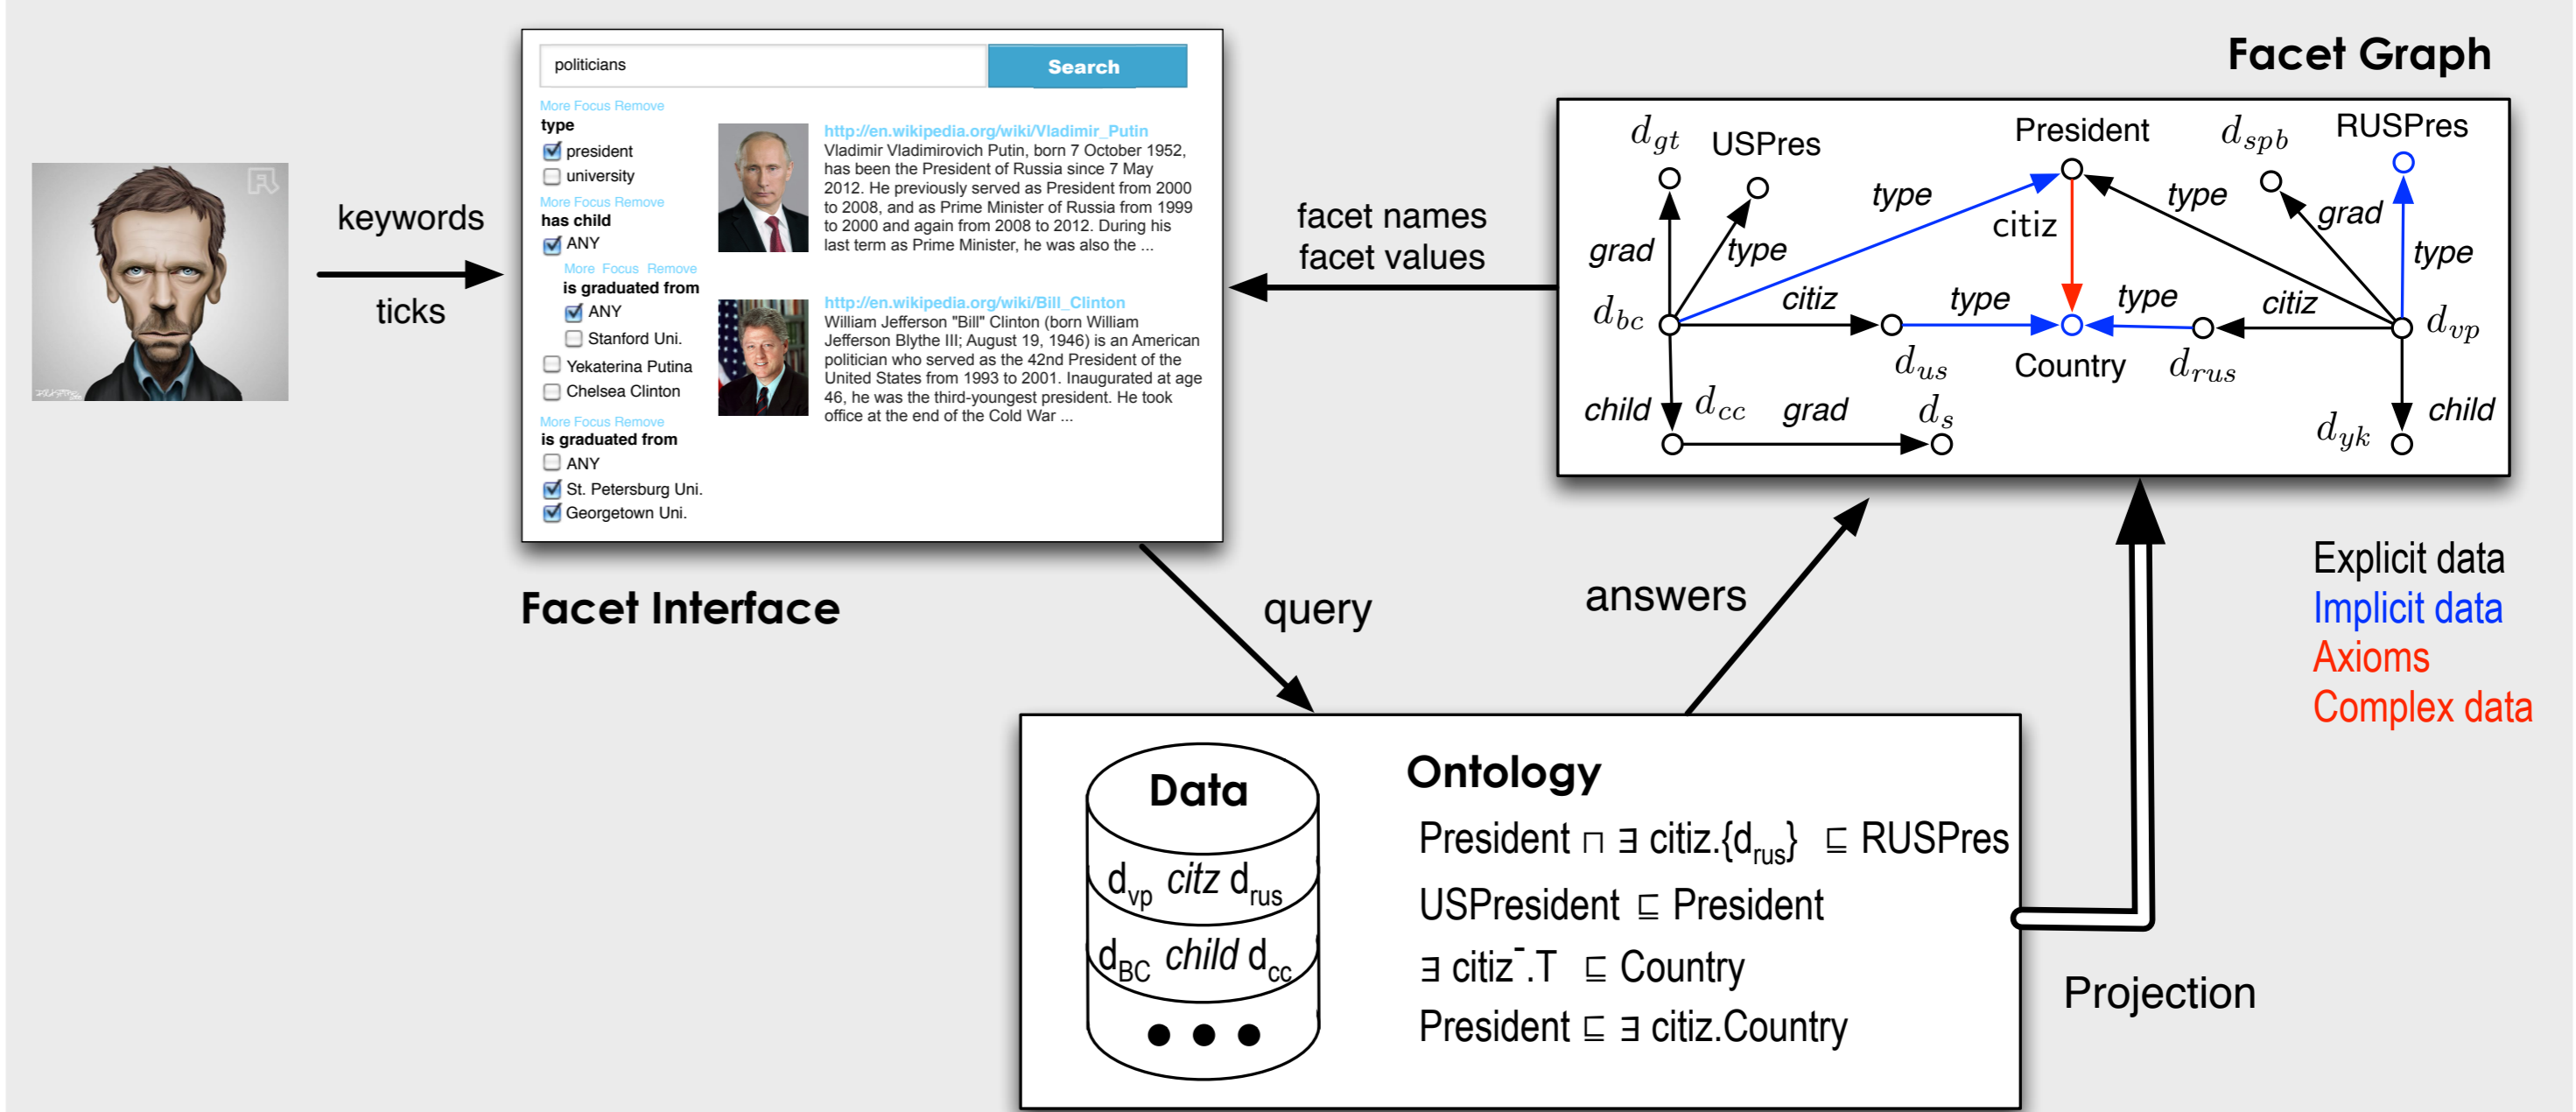 politicians
Search
More Focus Remove
type
president
university
More Focus Remove
has child
ANY
More Focus Remove
is graduated from
ANY
Stanford Uni.
Yekaterina Putina
Chelsea Clinton
More Focus Remove
is graduated from
ANY
St. Petersburg Uni.
Georgetown Uni.
http://en.wikipedia.org/wiki/Vladimir_Putin
Vladimir Vladimirovich Putin, born 7 October 1952,
has been the President of Russia since 7 May
2012. He previously served as President from 2000
to 2008, and as Prime Minister of Russia from 1999
to 2000 and again from 2008 to 2012. During his
last term as Prime Minister, he was also the ...
http://en.wikipedia.org/wiki/Bill_Clinton
William Jefferson "Bill" Clinton (born William
Jefferson Blythe III; August 19, 1946) is an American
politician who served as the 42nd President of the
United States from 1993 to 2001. Inaugurated at age
46, he was the third-youngest president. He took
office at the end of the Cold War ...
keywords
ticks
Facet Interface
facet names
facet values
Facet Graph
d_gt
USPres
President
d_spb
RUSPres
type
type
grad
citiz
grad
type
type
d_bc
citiz
type
type
citiz
d_vp
d_us
Country
d_rus
child
d_cc
grad
d_s
d_yk
child
query
answers
Explicit data
Implicit data
Axioms
Complex data
Data
d_vp citz d_rus
d_BC child d_cc
● ● ●
Ontology
President ⊓ ∃ citiz.{d_rus} ⊑ RUSPres
USPresident ⊑ President
∃ citiz⁻.T ⊑ Country
President ⊑ ∃ citiz.Country
Projection